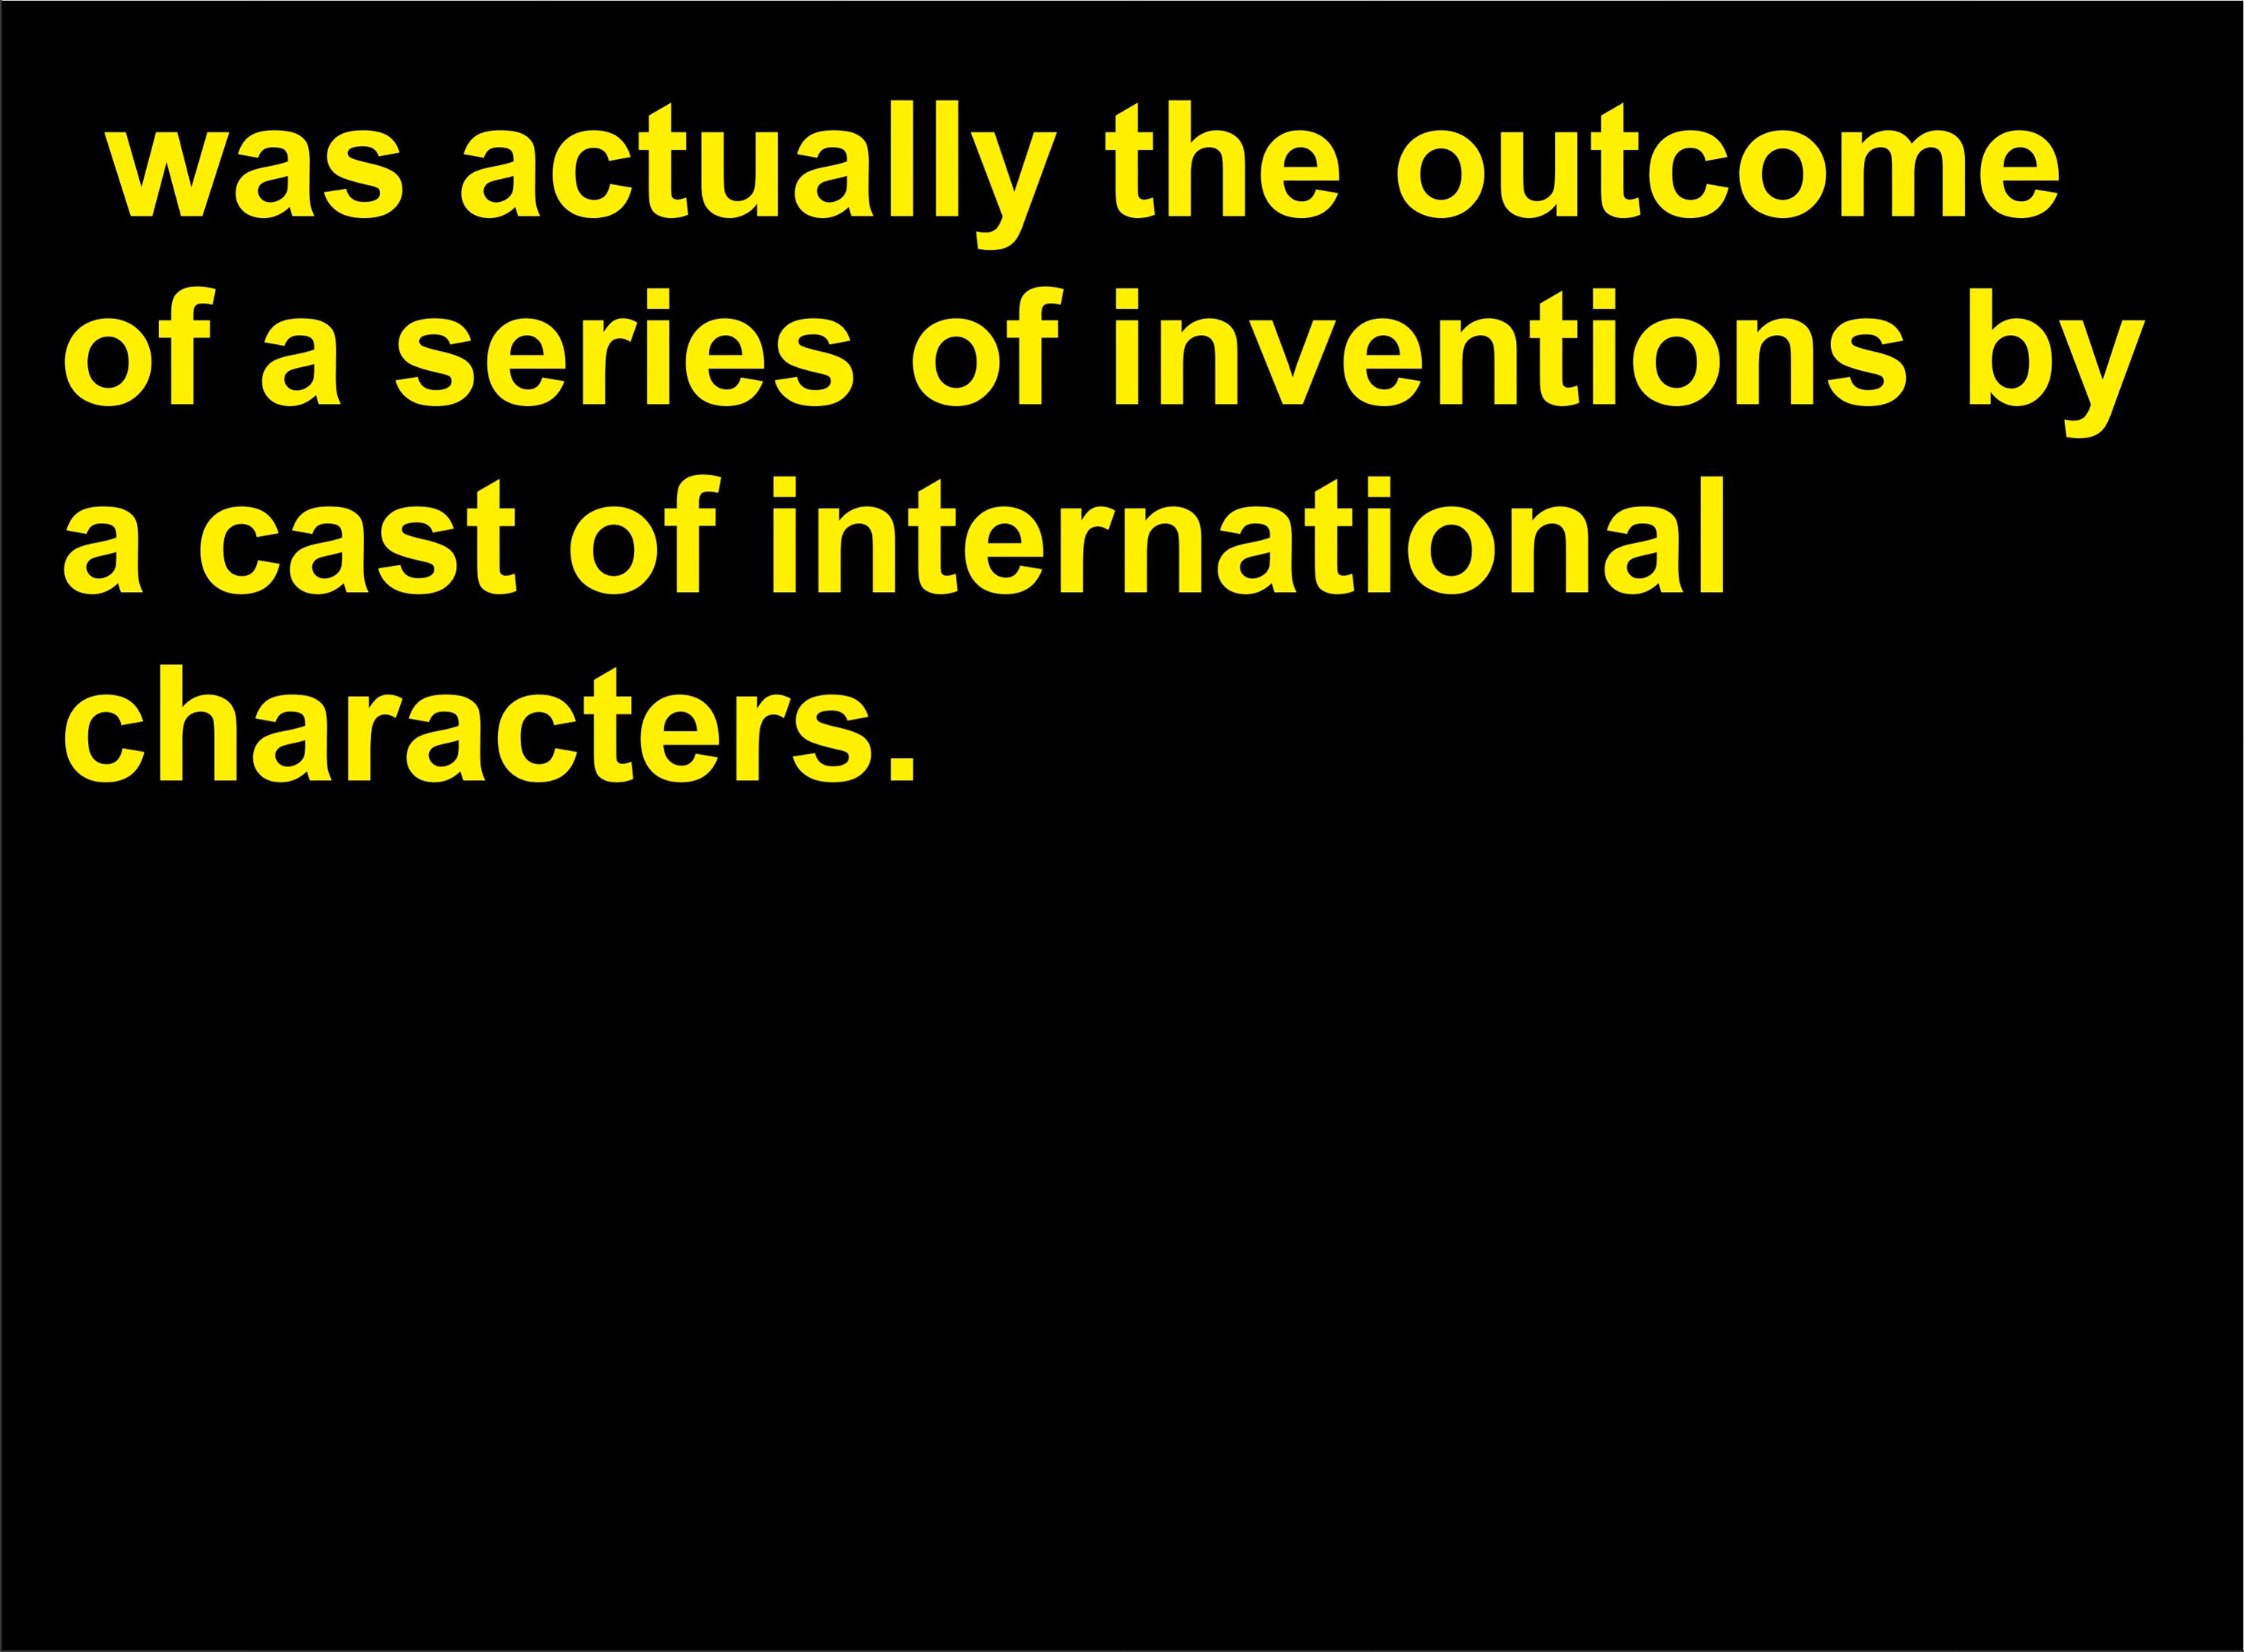 was actually the outcome
of a series of inventions by
a cast of international
characters.